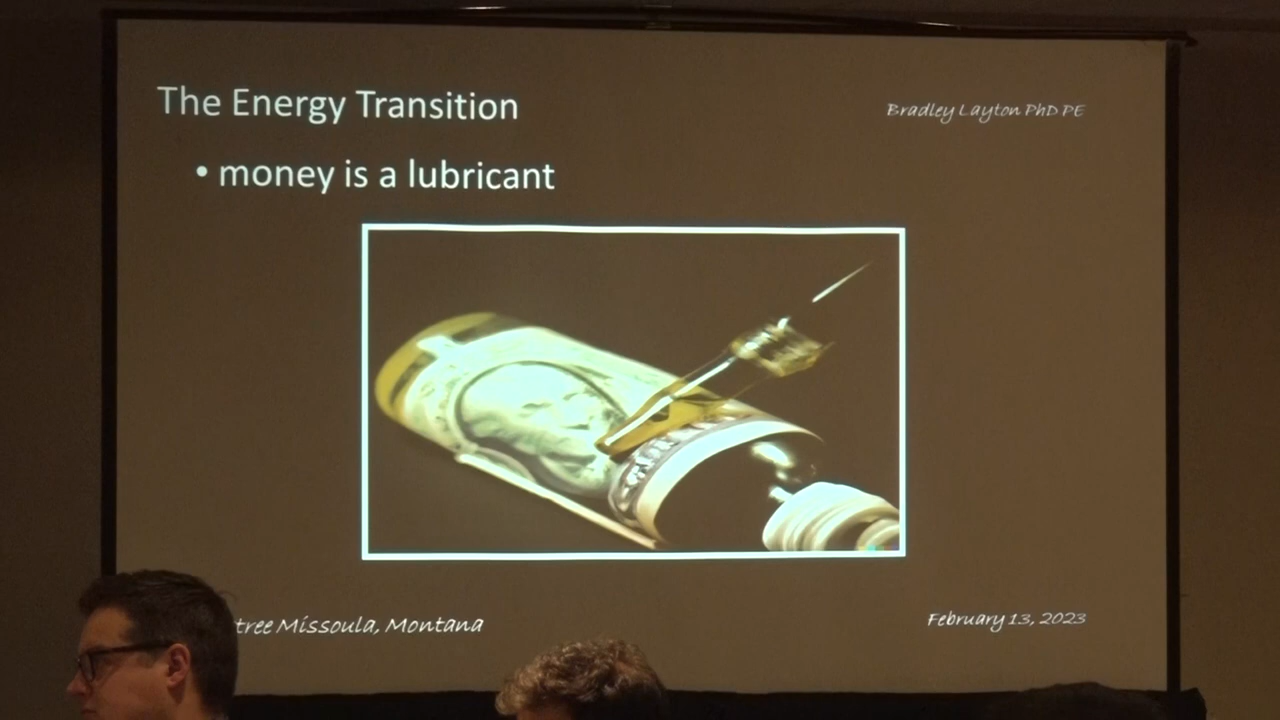 The Energy Transition
Bradley Layton PhD PE
• money is a lubricant
tree Missoula, Montana
February 13, 2023